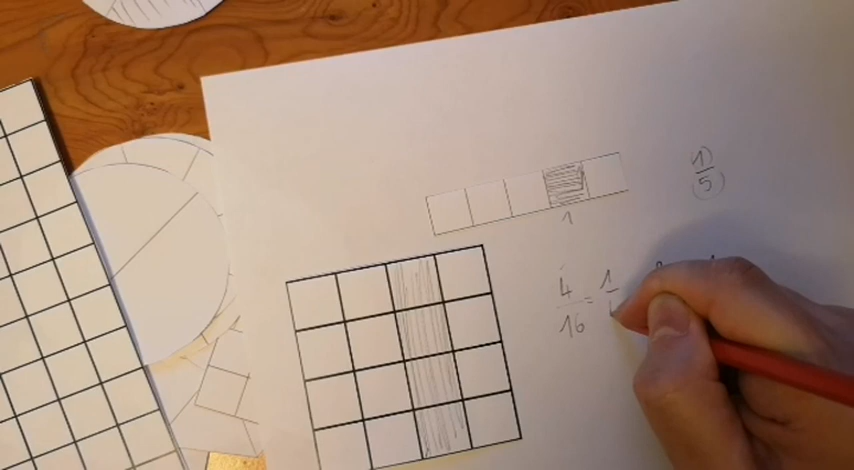 1/5
1
4/16 = 1/